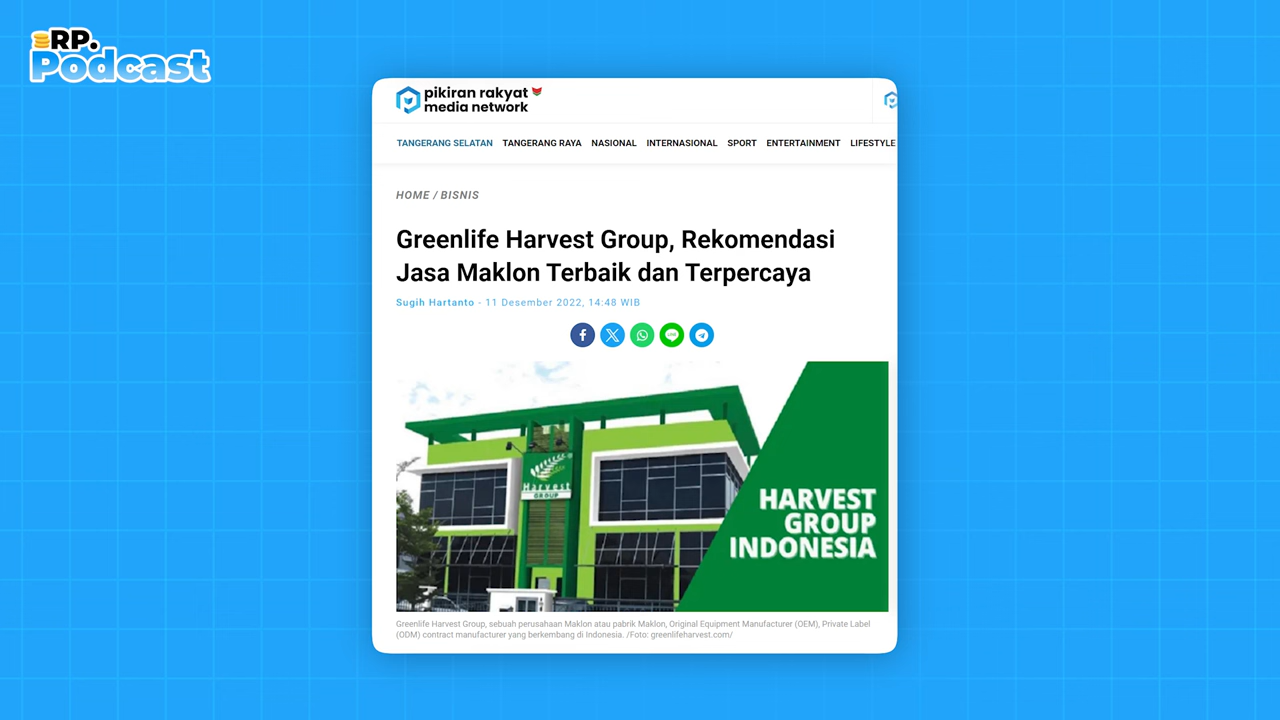 RP.
Podcast
pikiran rakyat
media network
TANGERANG SELATAN TANGERANG RAYA NASIONAL INTERNASIONAL SPORT ENTERTAINMENT LIFESTYLE
HOME / BISNIS
Greenlife Harvest Group, Rekomendasi
Jasa Maklon Terbaik dan Terpercaya
Sugih Hartanto - 11 Desember 2022, 14:48 WIB
Harvest
GROUP
HARVEST
GROUP
INDONESIA
Greenlife Harvest Group, sebuah perusahaan Maklon atau pabrik Maklon, Original Equipment Manufacturer (OEM), Private Label
(ODM) contract manufacturer yang berkembang di Indonesia. /Foto: greenlifeharvest.com/